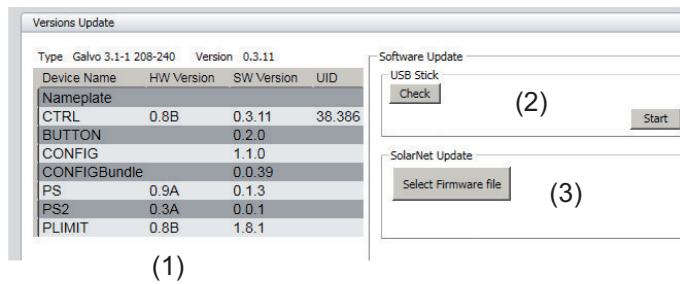 Versions Update
Type Galvo 3.1-1 208-240 Version 0.3.11
Device Name HW Version SW Version UID
Nameplate
CTRL 0.8B 0.3.11 38.386
BUTTON 0.2.0
CONFIG 1.1.0
CONFIGBundle 0.0.39
PS 0.9A 0.1.3
PS2 0.3A 0.0.1
PLIMIT 0.8B 1.8.1
(1)
Software Update
USB Stick
Check
(2)
Start
SolarNet Update
Select Firmware file
(3)